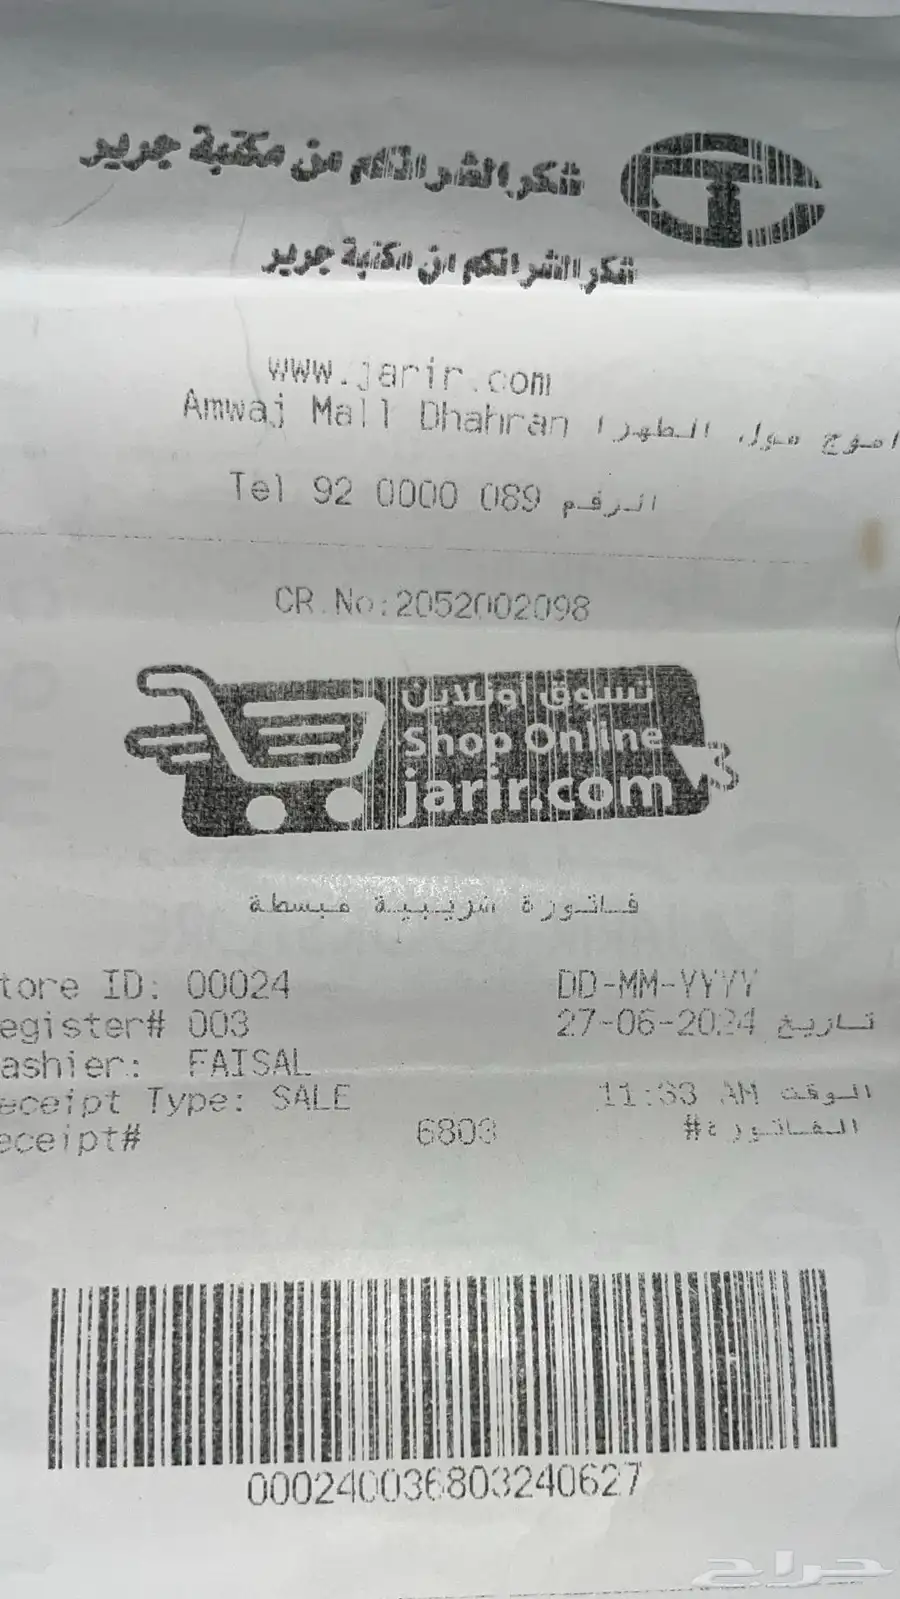 شكرا لشرائكم من مكتبة جرير
شكرا لشرائكم من مكتبة جرير
www.jarir.com
Amwaj Mall Dhahran اموج مول الظهرا
Tel 92 0000 089 الرقم
CR.No:2052002098
تسوق أونلاين
Shop Online
jarir.com
فاتورة ضريبية مبسطة
tore ID: 00024 DD-MM-YYYY
egister# 003 27-06-2024 تاريخ
ashier: FAISAL
eceipt Type: SALE 11:33 AM الوقت
eceipt# 6803 الفاتورة#
000240036803240627
حراج